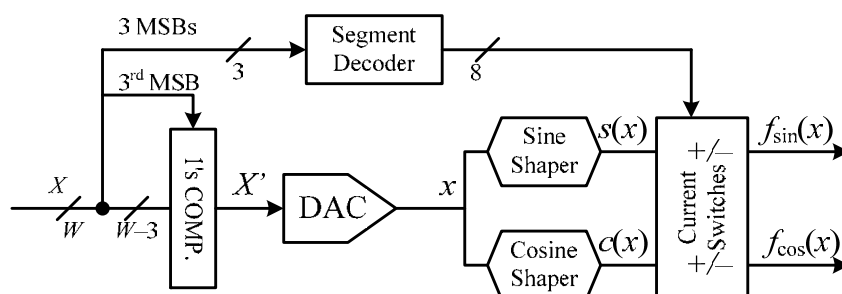 3 MSBs
3
Segment
Decoder
8
3rd MSB
X
W
W–3
1's COMP.
X'
DAC
x
Sine
Shaper
s(x)
Cosine
Shaper
c(x)
+/–
Current
Switches
+/–
fsin(x)
fcos(x)